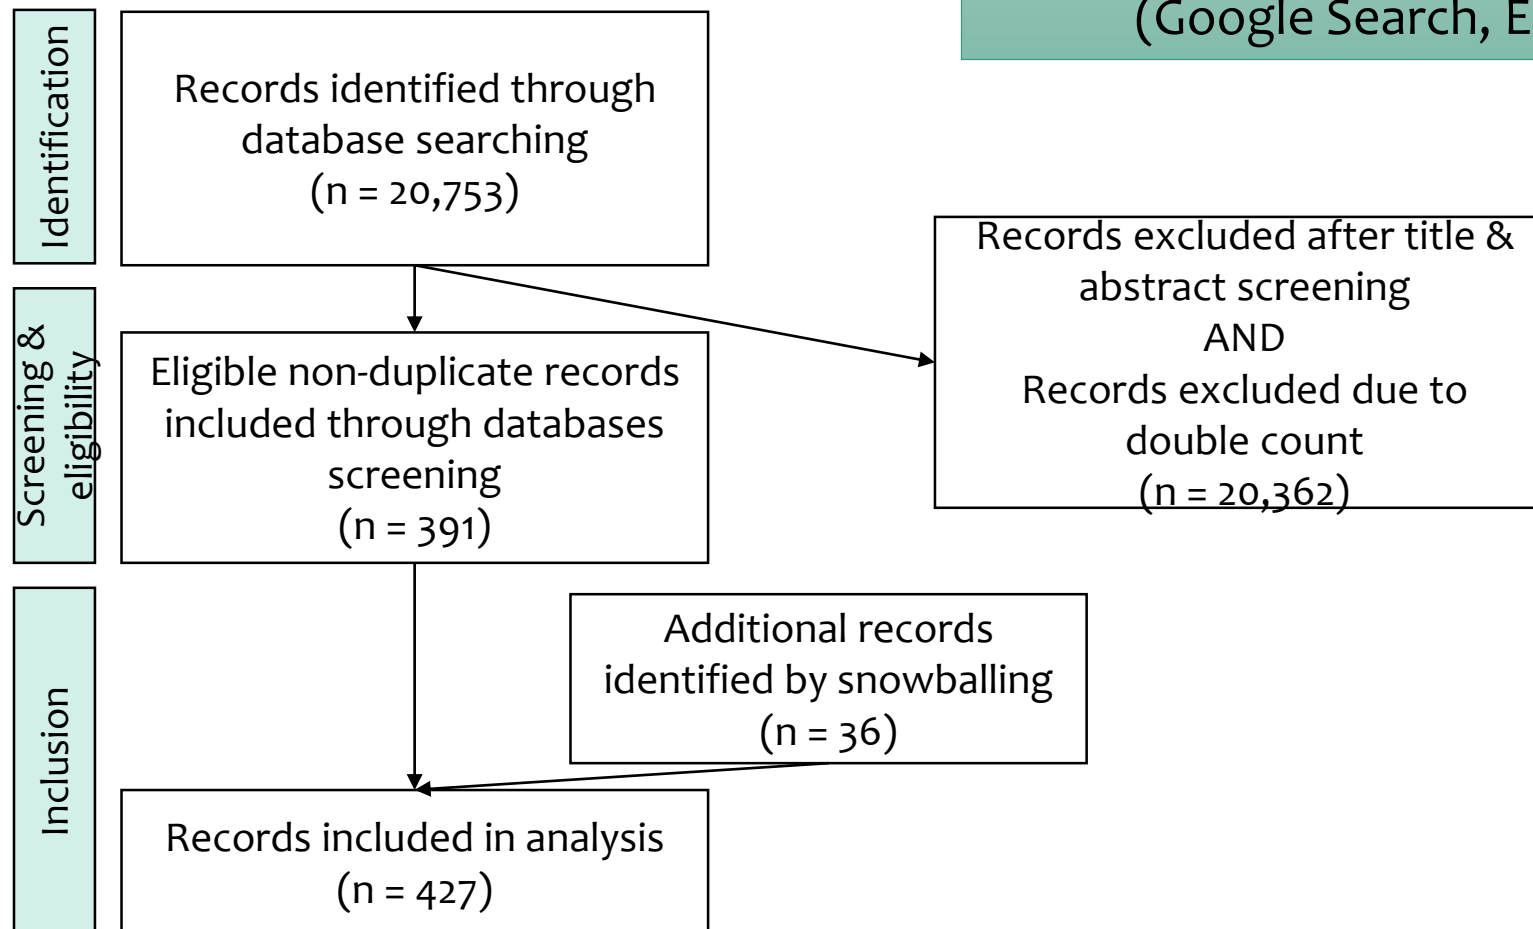 (Google Search, E
Identification
Records identified through
database searching
(n = 20,753)
Records excluded after title &
abstract screening
AND
Records excluded due to
double count
(n = 20,362)
Screening &
eligibility
Eligible non-duplicate records
included through databases
screening
(n = 391)
Additional records
identified by snowballing
(n = 36)
Inclusion
Records included in analysis
(n = 427)